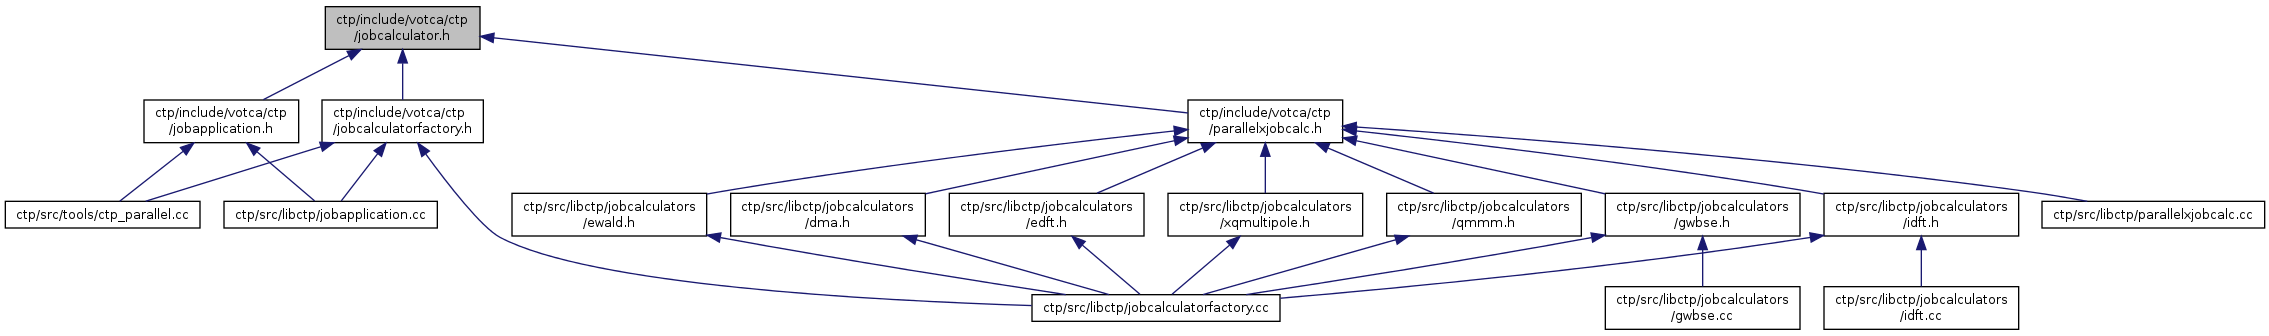 ctp/include/votca/ctp
/jobcalculator.h
ctp/include/votca/ctp
/jobapplication.h
ctp/include/votca/ctp
/jobcalculatorfactory.h
ctp/include/votca/ctp
/parallelxjobcalc.h
ctp/src/tools/ctp_parallel.cc
ctp/src/libctp/jobapplication.cc
ctp/src/libctp/jobcalculators
/ewald.h
ctp/src/libctp/jobcalculators
/dma.h
ctp/src/libctp/jobcalculators
/edft.h
ctp/src/libctp/jobcalculators
/xqmultipole.h
ctp/src/libctp/jobcalculators
/qmmm.h
ctp/src/libctp/jobcalculators
/gwbse.h
ctp/src/libctp/jobcalculators
/idft.h
ctp/src/libctp/parallelxjobcalc.cc
ctp/src/libctp/jobcalculatorfactory.cc
ctp/src/libctp/jobcalculators
/gwbse.cc
ctp/src/libctp/jobcalculators
/idft.cc